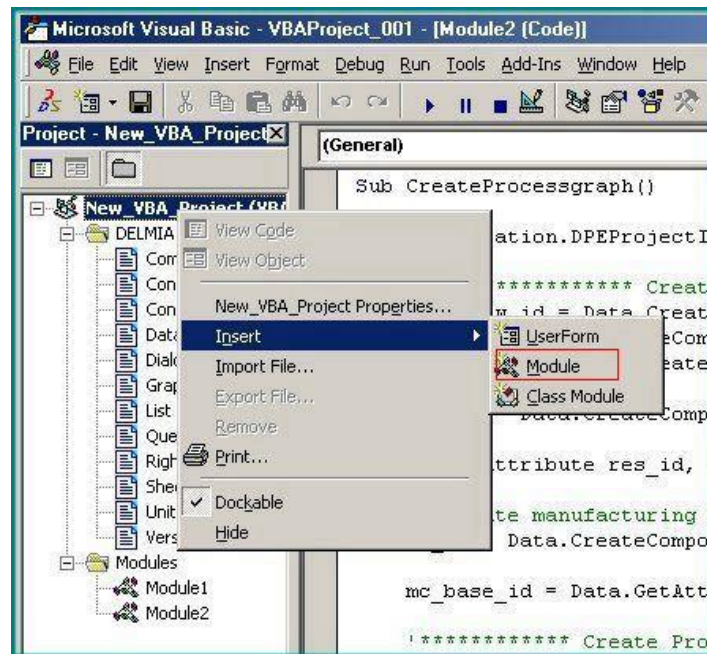 Microsoft Visual Basic - VBAProject_001 - [Module2 (Code)]
File Edit View Insert Format Debug Run Tools Add-Ins Window Help
Project - New_VBA_Project
(General)
New_VBA_Project (VBA
DELMIA
Com
Con
Con
Data
Dialo
Grap
List
Que
Righ
Shee
Unit
Vers
Modules
Module1
Module2
View Code
View Object
New_VBA_Project Properties...
Insert
Import File...
Export File...
Remove
Print...
Dockable
Hide
UserForm
Module
Class Module
Sub CreateProcessgraph()
ation.DPEProjectI
*********** Creat
w_id = Data.Creat
eCom
eate
Data.CreateComp
ttribute res_id,
te manufacturing
Data.CreateCompo
mc_base_id = Data.GetAtt
'************ Create Pro